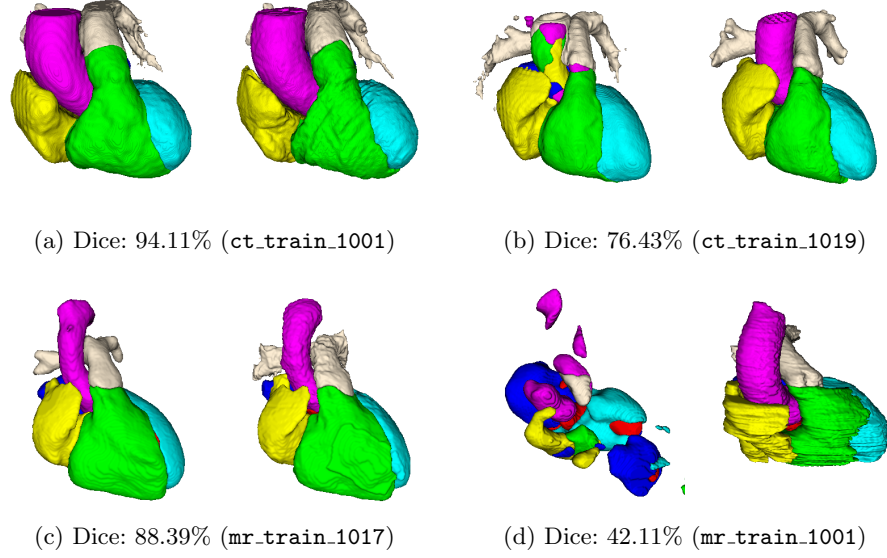 (a) Dice: 94.11% (ct_train_1001)
(b) Dice: 76.43% (ct_train_1019)
(c) Dice: 88.39% (mr_train_1017)
(d) Dice: 42.11% (mr_train_1001)